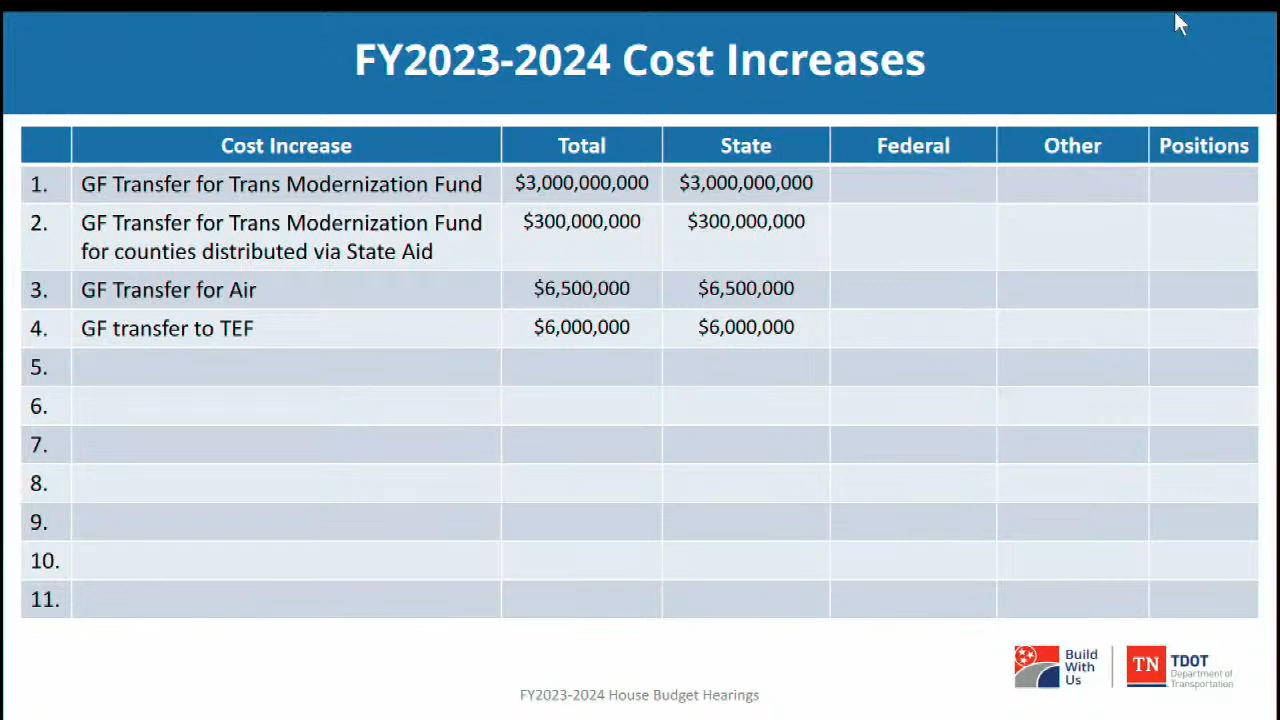 FY2023-2024 Cost Increases
Cost Increase Total State Federal Other Positions
1. GF Transfer for Trans Modernization Fund $3,000,000,000 $3,000,000,000
2. GF Transfer for Trans Modernization Fund $300,000,000 $300,000,000
for counties distributed via State Aid
3. GF Transfer for Air $6,500,000 $6,500,000
4. GF transfer to TEF $6,000,000 $6,000,000
5.
6.
7.
8.
9.
10.
11.
Build
With
Us
TN
TDOT
Department of
Transportation
FY2023-2024 House Budget Hearings